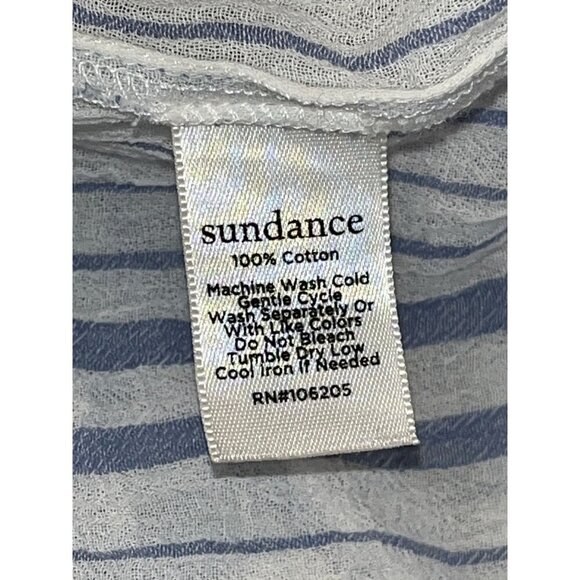 sundance
100% Cotton
Machine Wash Cold
Gentle Cycle
Wash Separately Or
With Like Colors
Do Not Bleach
Tumble Dry Low
Cool Iron If Needed
RN#106205